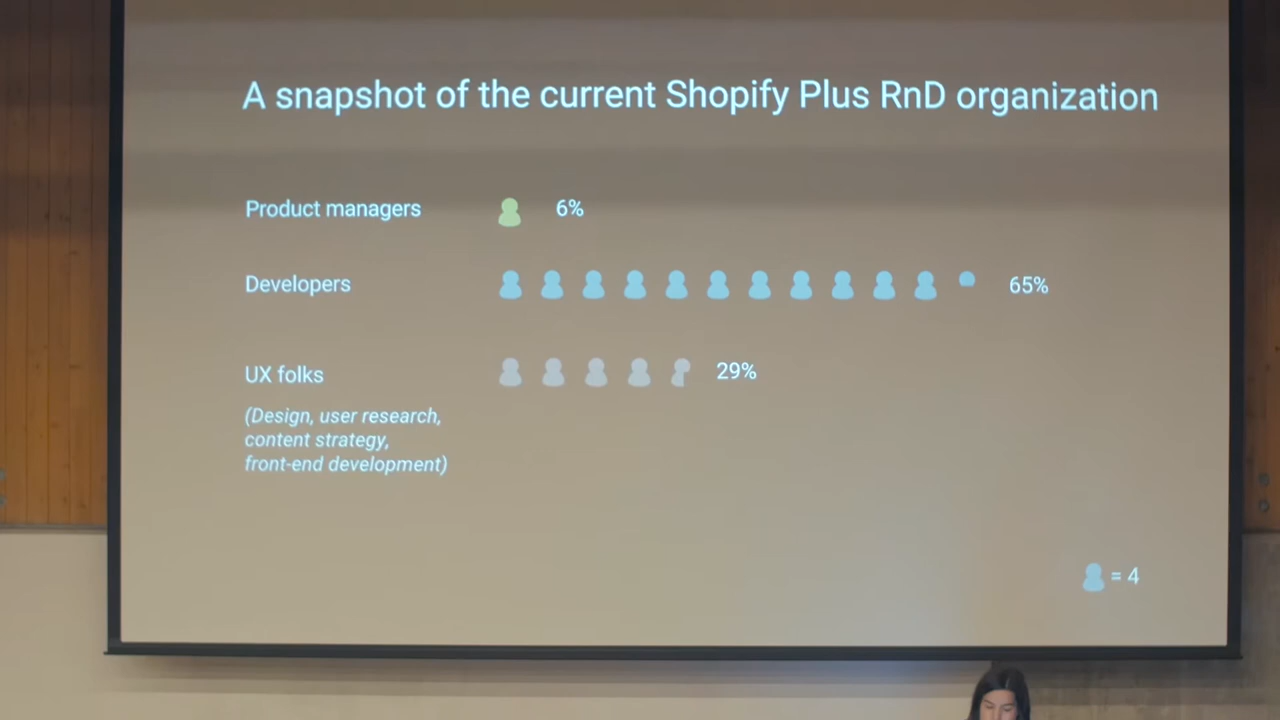 A snapshot of the current Shopify Plus RnD organization
Product managers 6%
Developers 65%
UX folks 29%
(Design, user research,
content strategy,
front-end development)
= 4